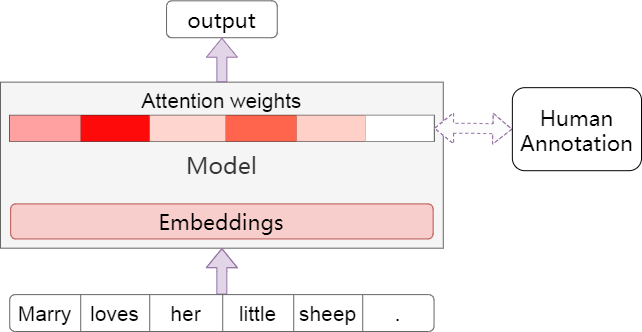 output
Attention weights
Human
Annotation
Model
Embeddings
Marry loves her little sheep .